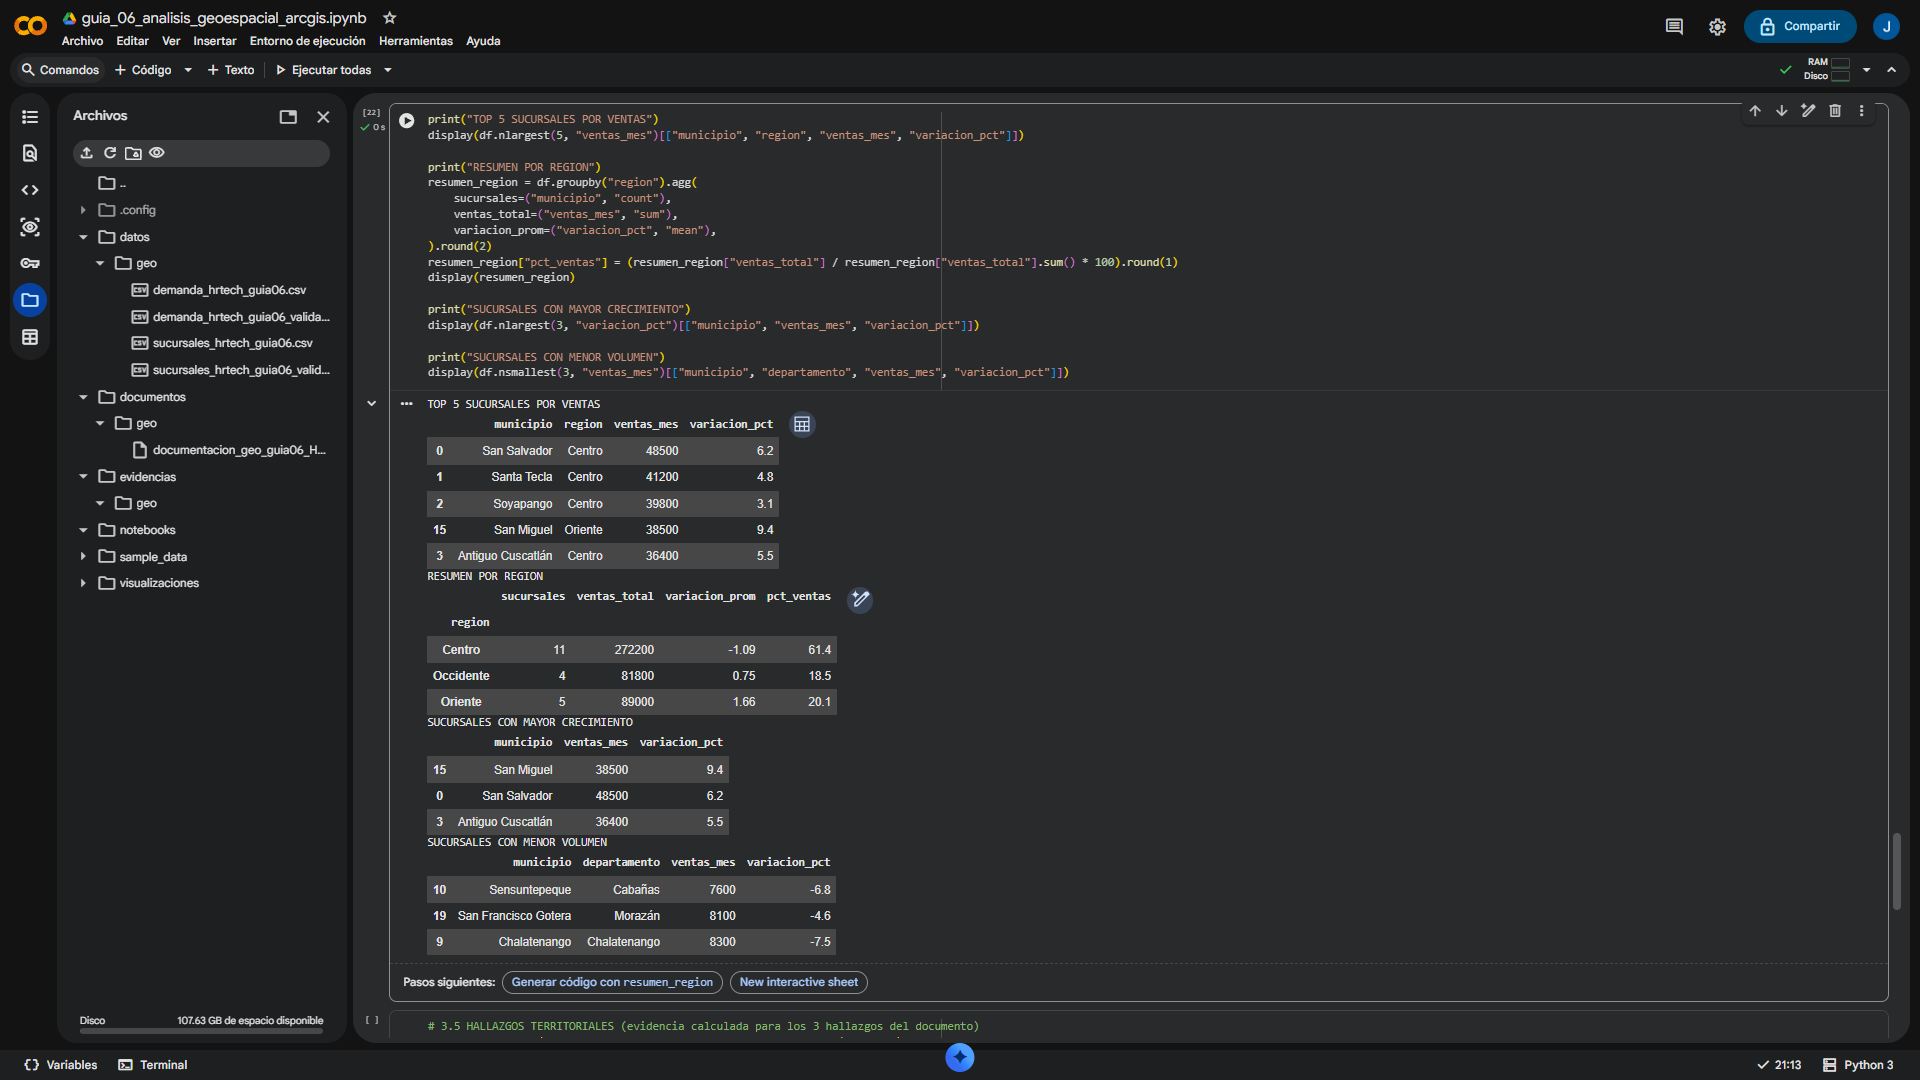 guia_06_analisis_geoespacial_arcgis.ipynb
Archivo Editar Ver Insertar Entorno de ejecución Herramientas Ayuda
Compartir
J
Comandos + Código + Texto Ejecutar todas
RAM
Disco
Archivos
..
.config
datos
geo
demanda_hrtech_guia06.csv
demanda_hrtech_guia06_valida...
sucursales_hrtech_guia06.csv
sucursales_hrtech_guia06_valid...
documentos
geo
documentacion_geo_guia06_H...
evidencias
geo
notebooks
sample_data
visualizaciones
Disco 107.63 GB de espacio disponible
[22]
0 s
print("TOP 5 SUCURSALES POR VENTAS")
display(df.nlargest(5, "ventas_mes")[["municipio", "region", "ventas_mes", "variacion_pct"]])
print("RESUMEN POR REGION")
resumen_region = df.groupby("region").agg(
sucursales=("municipio", "count"),
ventas_total=("ventas_mes", "sum"),
variacion_prom=("variacion_pct", "mean"),
).round(2)
resumen_region["pct_ventas"] = (resumen_region["ventas_total"] / resumen_region["ventas_total"].sum() * 100).round(1)
display(resumen_region)
print("SUCURSALES CON MAYOR CRECIMIENTO")
display(df.nlargest(3, "variacion_pct")[["municipio", "ventas_mes", "variacion_pct"]])
print("SUCURSALES CON MENOR VOLUMEN")
display(df.nsmallest(3, "ventas_mes")[["municipio", "departamento", "ventas_mes", "variacion_pct"]])
TOP 5 SUCURSALES POR VENTAS
municipio region ventas_mes variacion_pct
0 San Salvador Centro 48500 6.2
1 Santa Tecla Centro 41200 4.8
2 Soyapango Centro 39800 3.1
15 San Miguel Oriente 38500 9.4
3 Antiguo Cuscatlán Centro 36400 5.5
RESUMEN POR REGION
sucursales ventas_total variacion_prom pct_ventas
region
Centro 11 272200 -1.09 61.4
Occidente 4 81800 0.75 18.5
Oriente 5 89000 1.66 20.1
SUCURSALES CON MAYOR CRECIMIENTO
municipio ventas_mes variacion_pct
15 San Miguel 38500 9.4
0 San Salvador 48500 6.2
3 Antiguo Cuscatlán 36400 5.5
SUCURSALES CON MENOR VOLUMEN
municipio departamento ventas_mes variacion_pct
10 Sensuntepeque Cabañas 7600 -6.8
19 San Francisco Gotera Morazán 8100 -4.6
9 Chalatenango Chalatenango 8300 -7.5
Pasos siguientes: Generar código con resumen_region New interactive sheet
[ ]
# 3.5 HALLAZGOS TERRITORIALES (evidencia calculada para los 3 hallazgos del documento)
Variables Terminal 21:13 Python 3